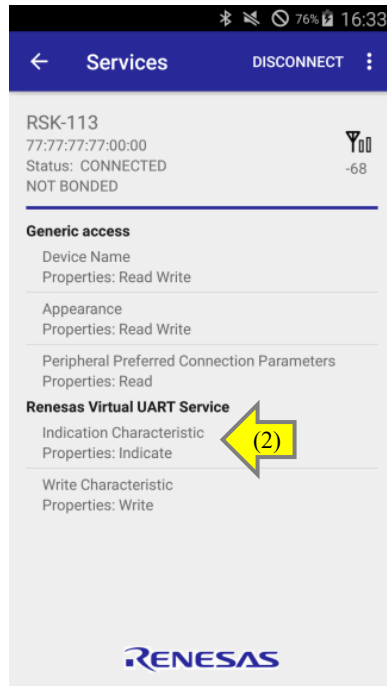 76% 16:33
Services DISCONNECT
RSK-113
77:77:77:77:00:00
Status: CONNECTED
-68
NOT BONDED
Generic access
Device Name
Properties: Read Write
Appearance
Properties: Read Write
Peripheral Preferred Connection Parameters
Properties: Read
Renesas Virtual UART Service
Indication Characteristic
(2)
Properties: Indicate
Write Characteristic
Properties: Write
RENESAS